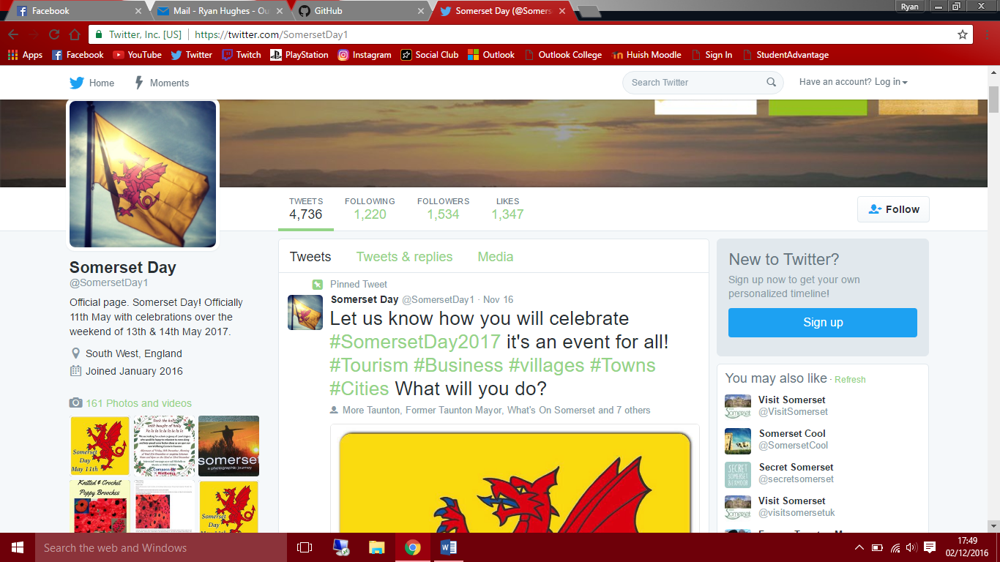 Facebook
Mail - Ryan Hughes - Ou
GitHub
Somerset Day (@Somers
Ryan
Twitter, Inc. [US]
https://twitter.com/SomersetDay1
Apps
Facebook
YouTube
Twitter
Twitch
PlayStation
Instagram
Social Club
Outlook
Outlook College
Huish Moodle
Sign In
StudentAdvantage
Home
Moments
Search Twitter
Have an account? Log in
TWEETS
4,736
FOLLOWING
1,220
FOLLOWERS
1,534
LIKES
1,347
Follow
Somerset Day
@SomersetDay1
Official page. Somerset Day! Officially
11th May with celebrations over the
weekend of 13th & 14th May 2017.
South West, England
Joined January 2016
161 Photos and videos
Somerset
Day
May 11th
somerset
a photographic journey
Knitted & Crochet
Poppy Brooches
Somerset
Day
Tweets
Tweets & replies
Media
Pinned Tweet
Somerset Day @SomersetDay1 · Nov 16
Let us know how you will celebrate
#SomersetDay2017 it's an event for all!
#Tourism #Business #villages #Towns
#Cities What will you do?
More Taunton, Former Taunton Mayor, What's On Somerset and 7 others
New to Twitter?
Sign up now to get your own
personalized timeline!
Sign up
You may also like · Refresh
Visit Somerset
@VisitSomerset
Somerset Cool
@SomersetCool
SECRET
SOMERSET
Secret Somerset
@secretsomerset
Visit Somerset
@visitsomersetuk
Search the web and Windows
17:49
02/12/2016